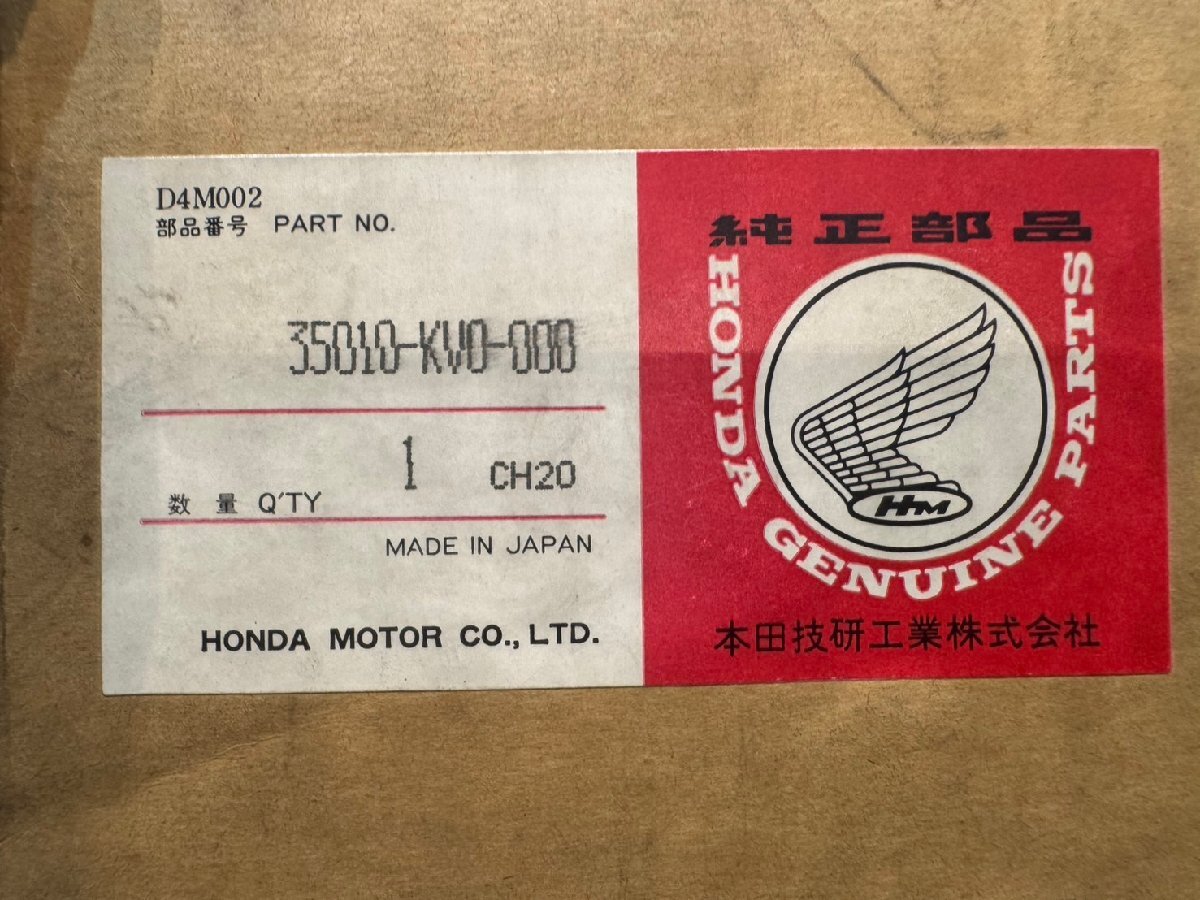 D4M002
部品番号 PART NO.
35010-KV0-000
1 CH20
数量 Q'TY
MADE IN JAPAN
HONDA MOTOR CO., LTD.
純正部品
HONDA GENUINE PARTS
HM
本田技研工業株式会社